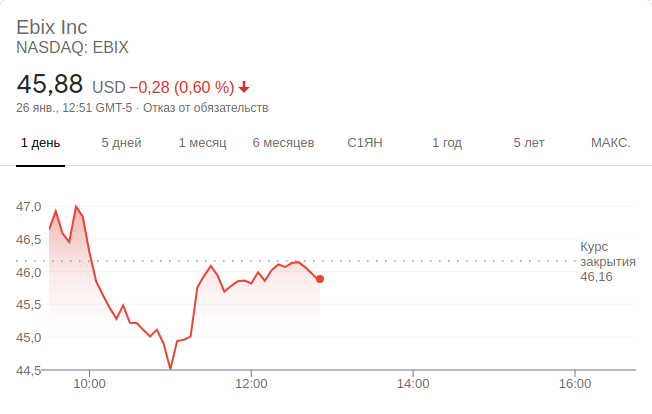 Ebix Inc
NASDAQ: EBIX
45,88 USD −0,28 (0,60 %)
26 янв., 12:51 GMT-5 · Отказ от обязательств
1 день 5 дней 1 месяц 6 месяцев С1ЯН 1 год 5 лет МАКС.
47,0
46,5
46,0
45,5
45,0
44,5
Курс
закрытия
46,16
10:00 12:00 14:00 16:00